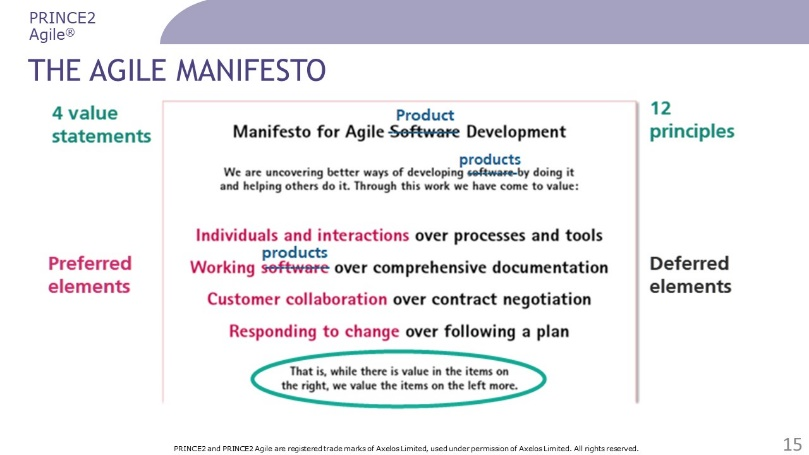 PRINCE2
Agile®
THE AGILE MANIFESTO
4 value
statements
12
principles
Product
Manifesto for Agile Software Development
products
We are uncovering better ways of developing software by doing it
and helping others do it. Through this work we have come to value:
Individuals and interactions over processes and tools
products
Working software over comprehensive documentation
Customer collaboration over contract negotiation
Responding to change over following a plan
Preferred
elements
Deferred
elements
That is, while there is value in the items on
the right, we value the items on the left more.
PRINCE2 and PRINCE2 Agile are registered trade marks of Axelos Limited, used under permission of Axelos Limited. All rights reserved.
15